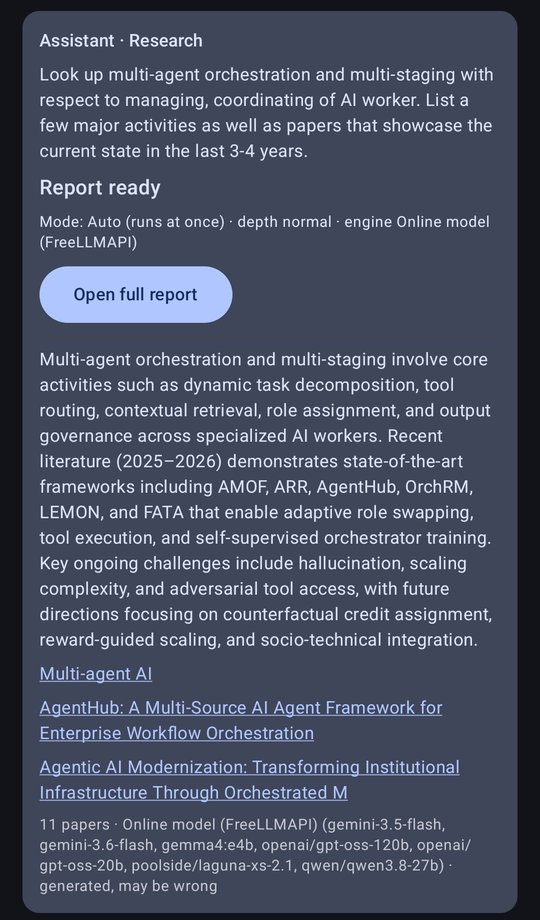 Assistant · Research
Look up multi-agent orchestration and multi-staging with
respect to managing, coordinating of AI worker. List a
few major activities as well as papers that showcase the
current state in the last 3-4 years.
Report ready
Mode: Auto (runs at once) · depth normal · engine Online model
(FreeLLMAPI)
Open full report
Multi-agent orchestration and multi-staging involve core
activities such as dynamic task decomposition, tool
routing, contextual retrieval, role assignment, and output
governance across specialized AI workers. Recent
literature (2025–2026) demonstrates state-of-the-art
frameworks including AMOF, ARR, AgentHub, OrchRM,
LEMON, and FATA that enable adaptive role swapping,
tool execution, and self-supervised orchestrator training.
Key ongoing challenges include hallucination, scaling
complexity, and adversarial tool access, with future
directions focusing on counterfactual credit assignment,
reward-guided scaling, and socio-technical integration.
Multi-agent AI
AgentHub: A Multi-Source AI Agent Framework for
Enterprise Workflow Orchestration
Agentic AI Modernization: Transforming Institutional
Infrastructure Through Orchestrated M
11 papers · Online model (FreeLLMAPI) (gemini-3.5-flash,
gemini-3.6-flash, gemma4:e4b, openai/gpt-oss-120b, openai/
gpt-oss-20b, poolside/laguna-xs-2.1, qwen/qwen3.8-27b) ·
generated, may be wrong